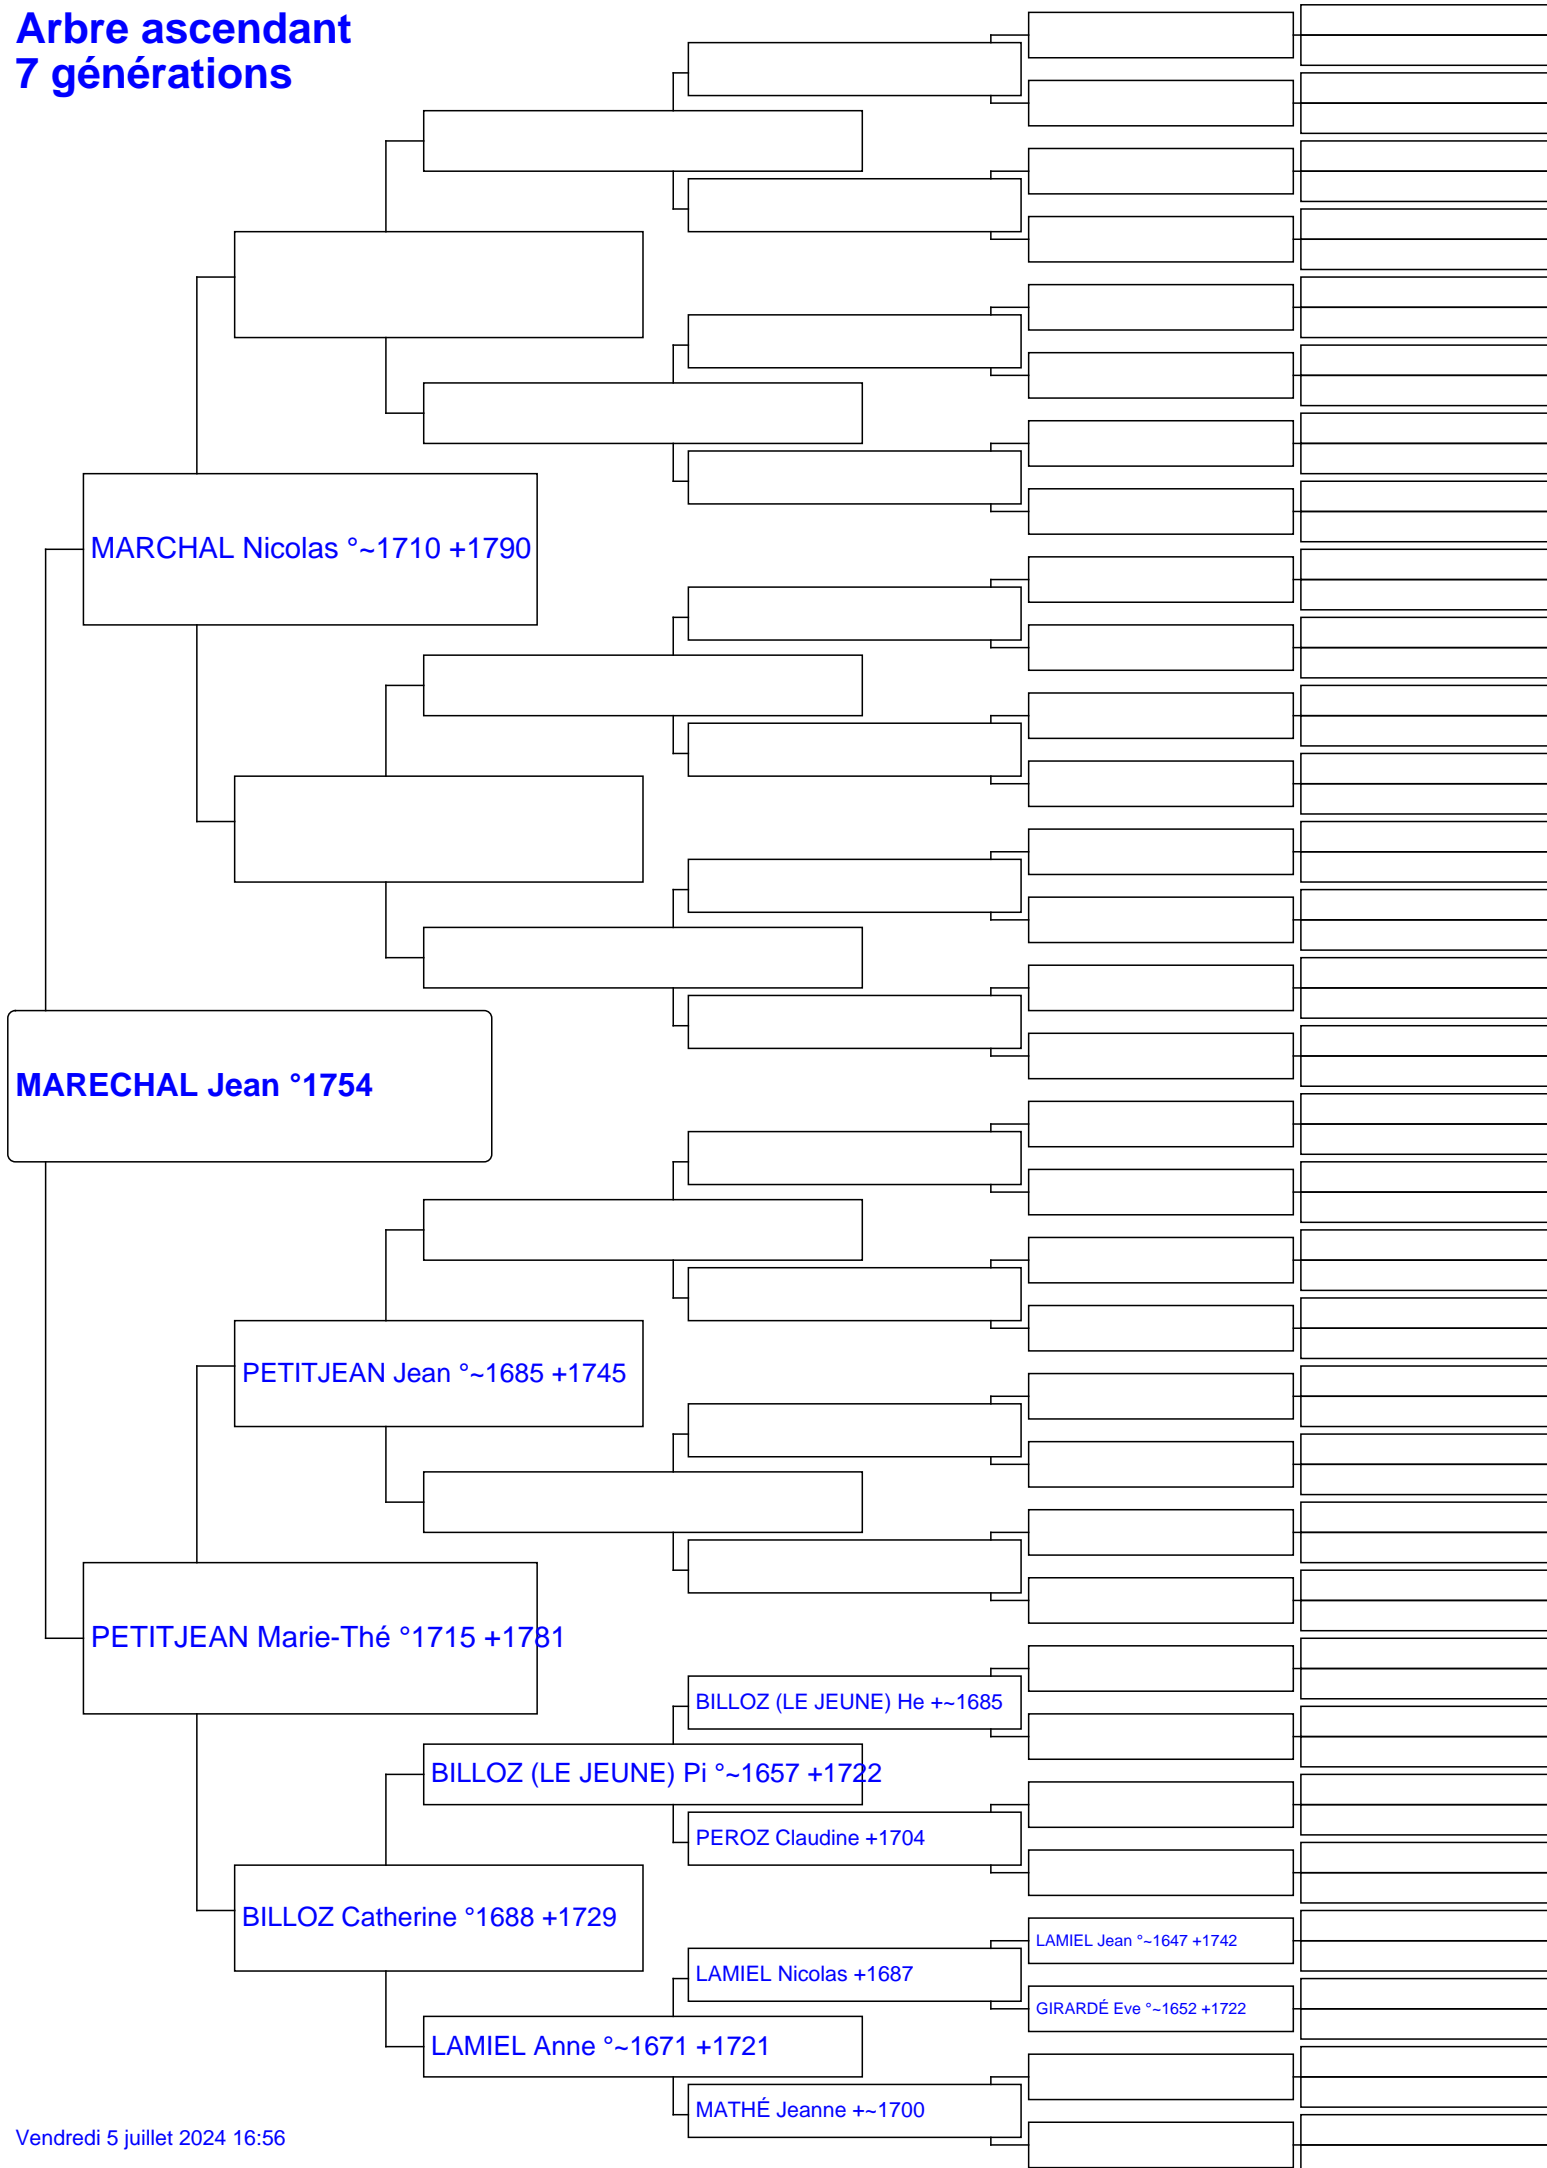 Arbre ascendant
7 générations
MARCHAL Nicolas °~1710 +1790
MARECHAL Jean °1754
PETITJEAN Jean °~1685 +1745
PETITJEAN Marie-Thé °1715 +1781
BILLOZ (LE JEUNE) He +~1685
BILLOZ (LE JEUNE) Pi °~1657 +1722
PEROZ Claudine +1704
BILLOZ Catherine °1688 +1729
LAMIEL Jean °~1647 +1742
LAMIEL Nicolas +1687
GIRARDÉ Eve °~1652 +1722
LAMIEL Anne °~1671 +1721
MATHÉ Jeanne +~1700
Vendredi 5 juillet 2024 16:56